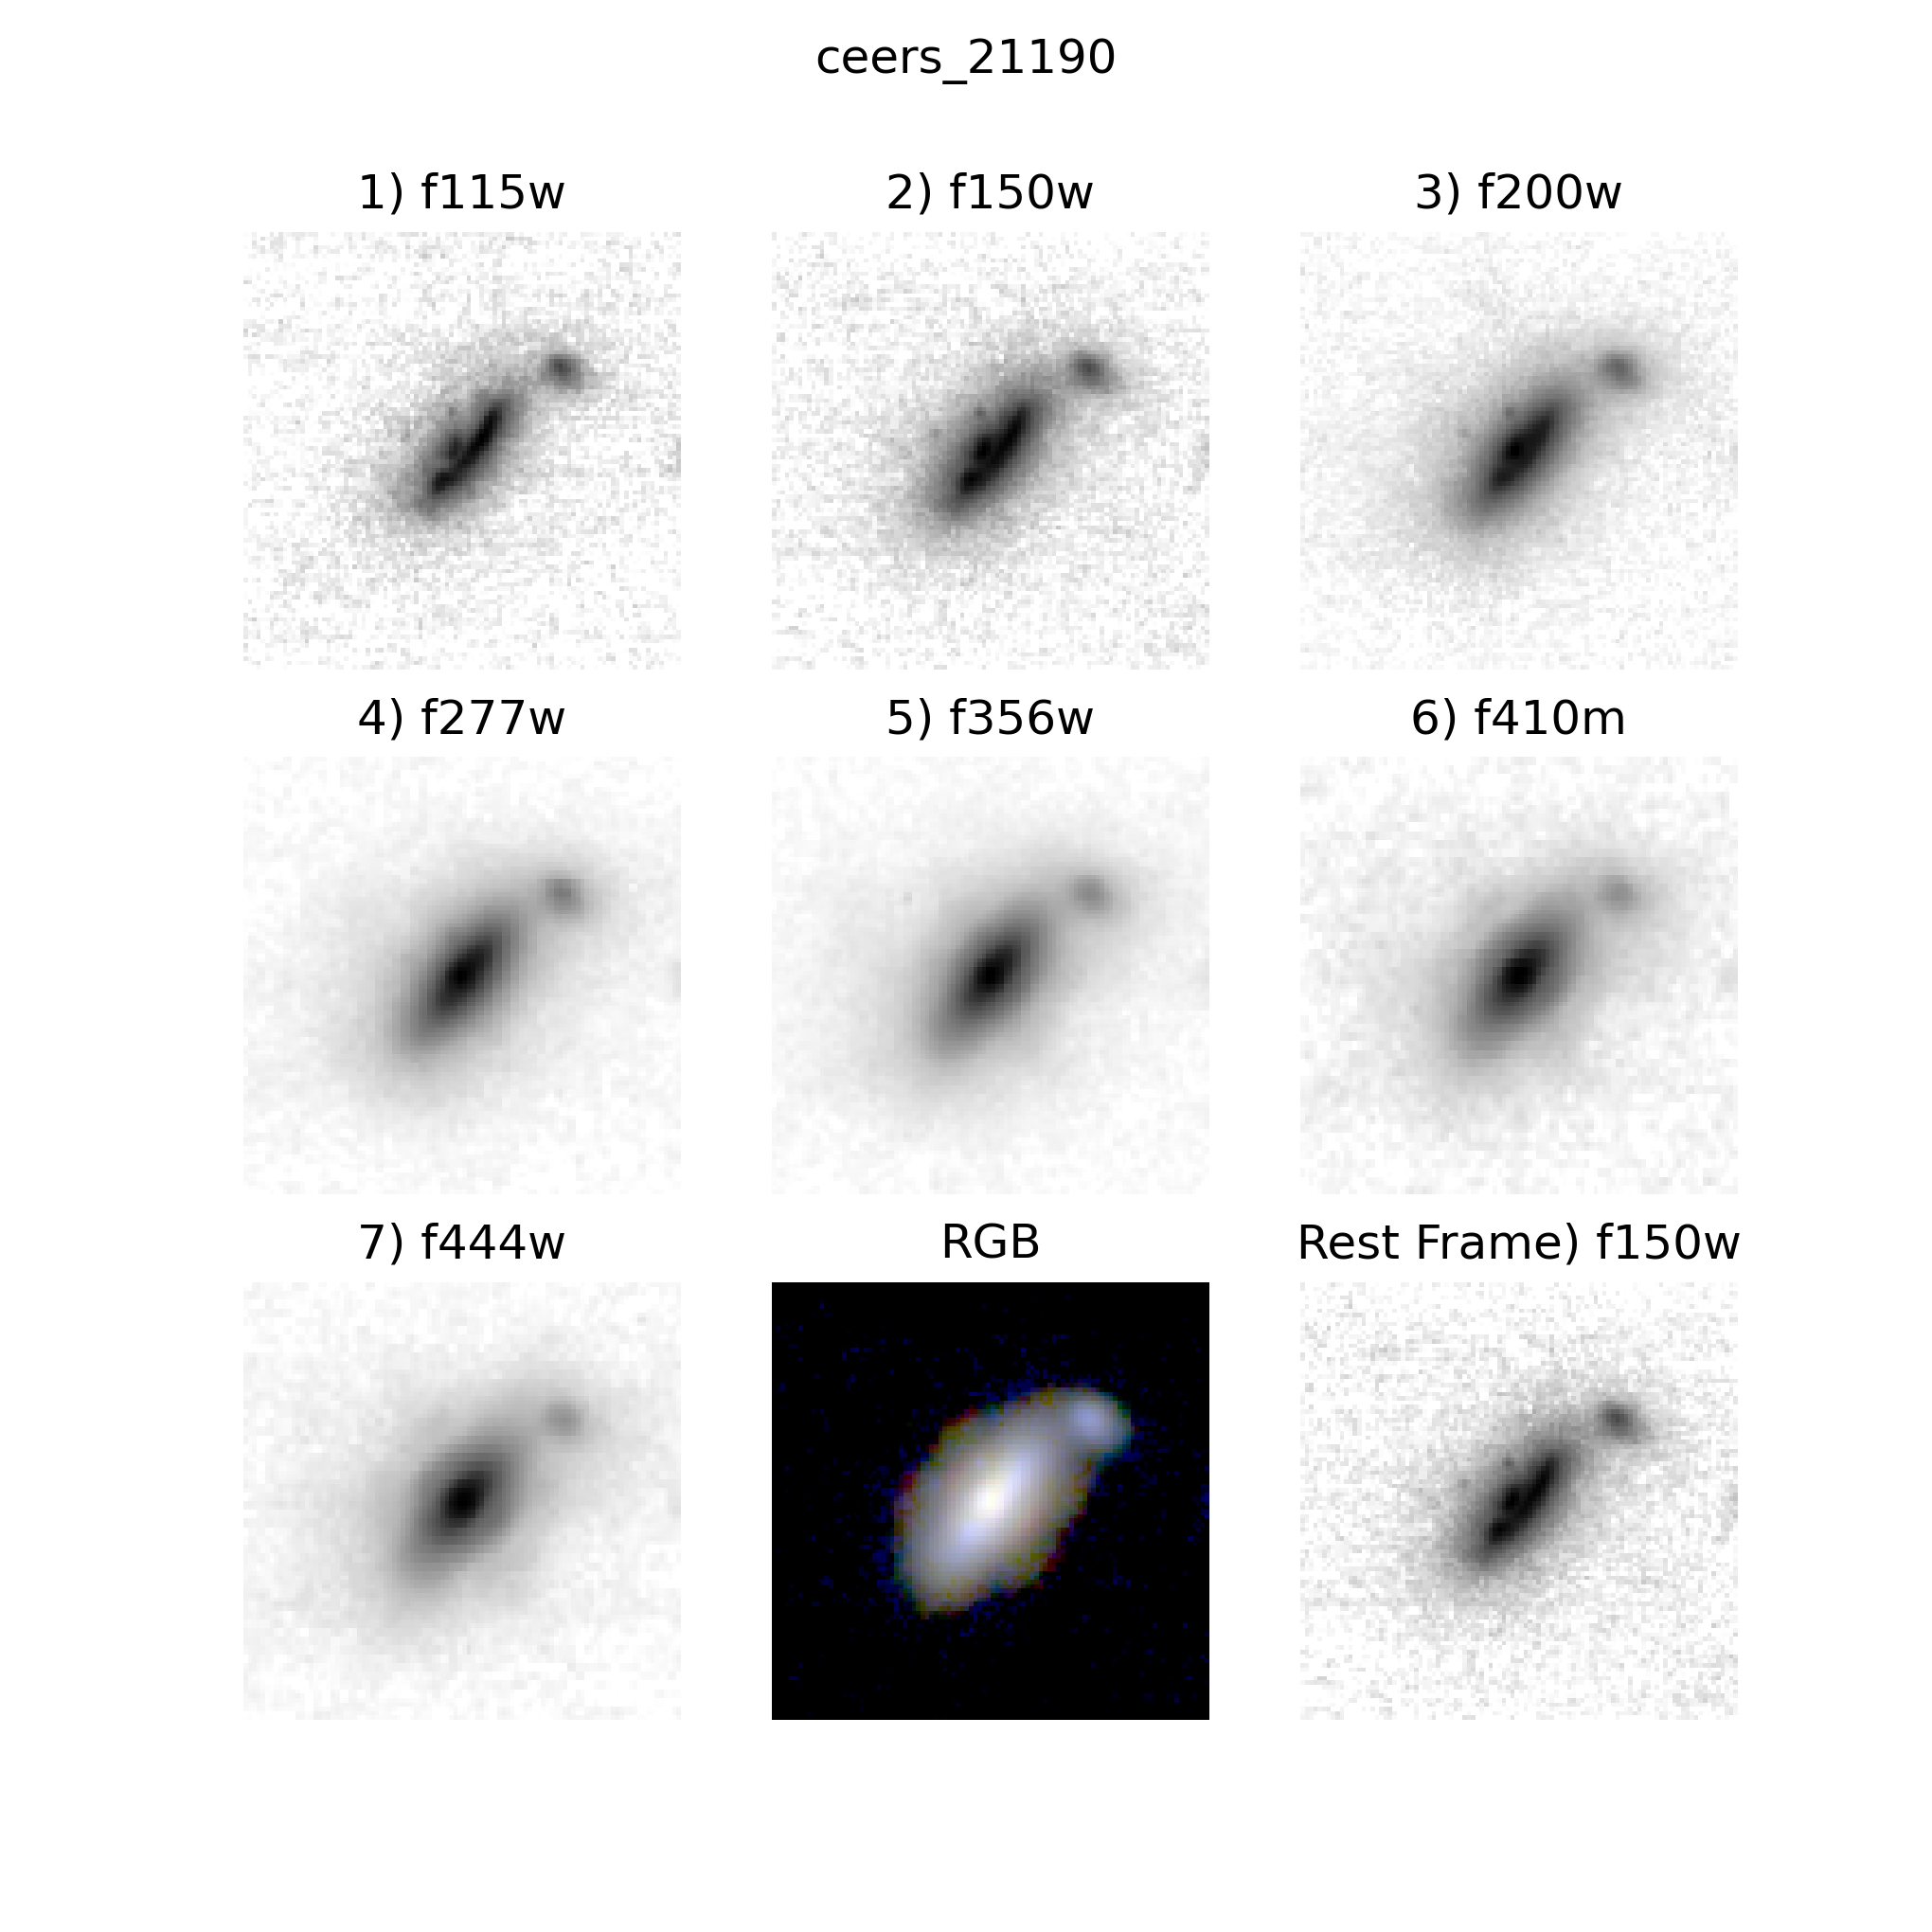 ceers_21190
1) f115w
2) f150w
3) f200w
4) f277w
5) f356w
6) f410m
7) f444w
RGB
Rest Frame) f150w